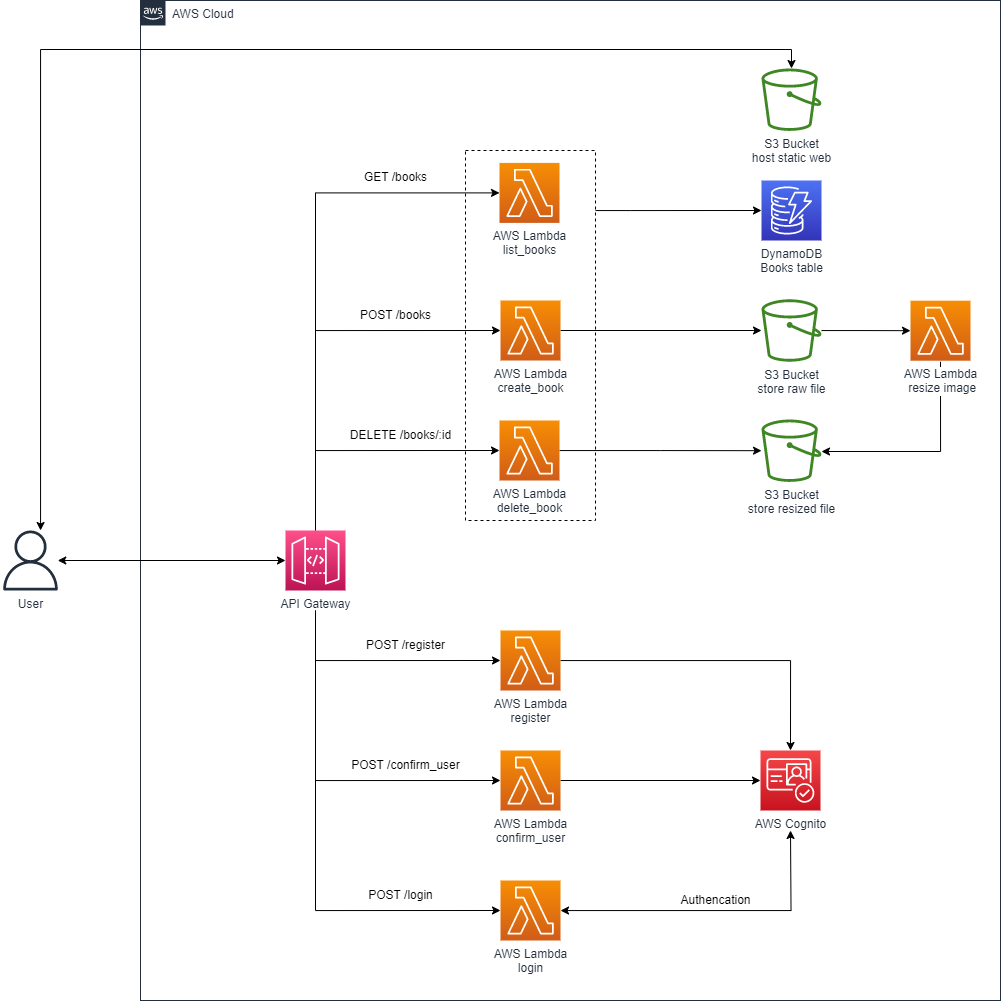 aws
AWS Cloud
S3 Bucket
host static web
GET /books
AWS Lambda
list_books
DynamoDB
Books table
POST /books
AWS Lambda
create_book
S3 Bucket
store raw file
AWS Lambda
resize image
DELETE /books/:id
AWS Lambda
delete_book
S3 Bucket
store resized file
User
</>
API Gateway
POST /register
AWS Lambda
register
POST /confirm_user
AWS Lambda
confirm_user
AWS Cognito
POST /login
Authencation
AWS Lambda
login